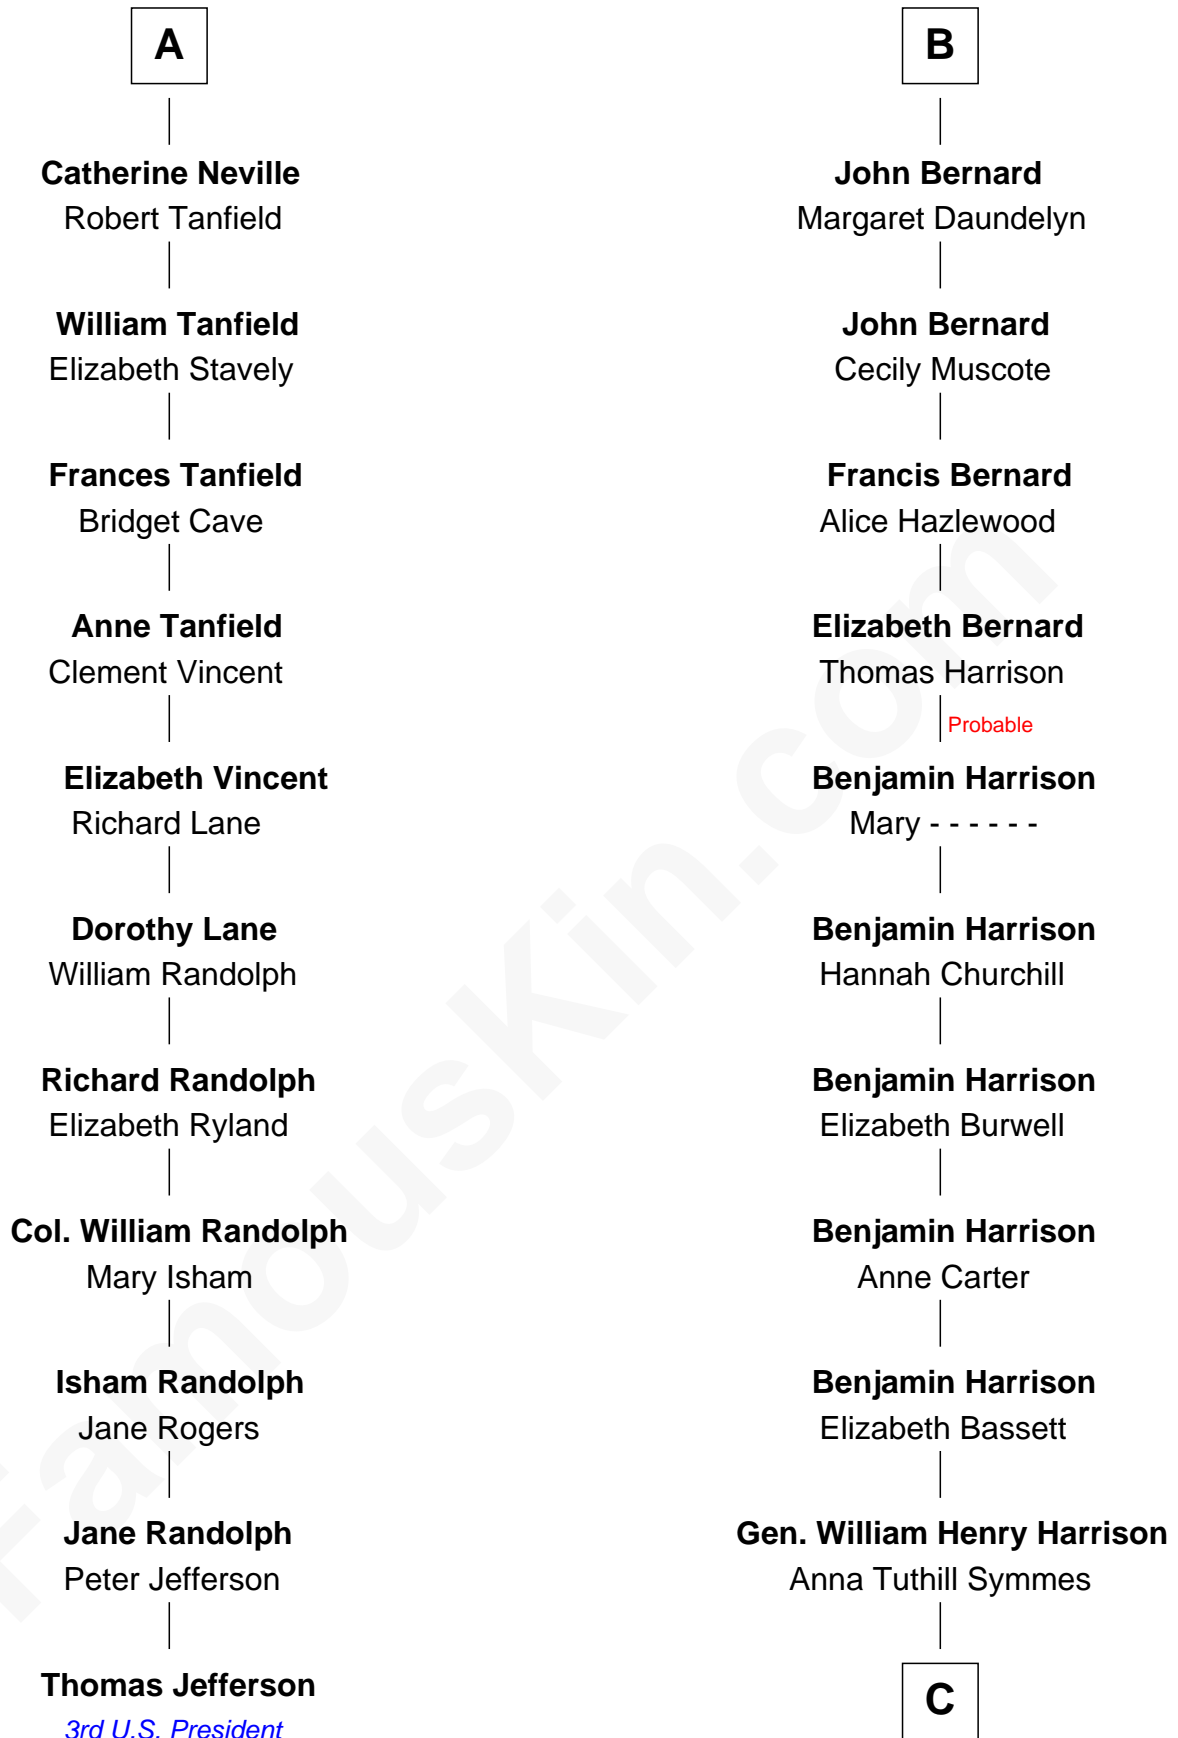 A
Catherine Neville
Robert Tanfield
William Tanfield
Elizabeth Stavely
Frances Tanfield
Bridget Cave
Anne Tanfield
Clement Vincent
Elizabeth Vincent
Richard Lane
Dorothy Lane
William Randolph
Richard Randolph
Elizabeth Ryland
Col. William Randolph
Mary Isham
Isham Randolph
Jane Rogers
Jane Randolph
Peter Jefferson
Thomas Jefferson
3rd U.S. President
B
John Bernard
Margaret Daundelyn
John Bernard
Cecily Muscote
Francis Bernard
Alice Hazlewood
Elizabeth Bernard
Thomas Harrison
Probable
Benjamin Harrison
Mary - - - - - -
Benjamin Harrison
Hannah Churchill
Benjamin Harrison
Elizabeth Burwell
Benjamin Harrison
Anne Carter
Benjamin Harrison
Elizabeth Bassett
Gen. William Henry Harrison
Anna Tuthill Symmes
C
FamousKin.com